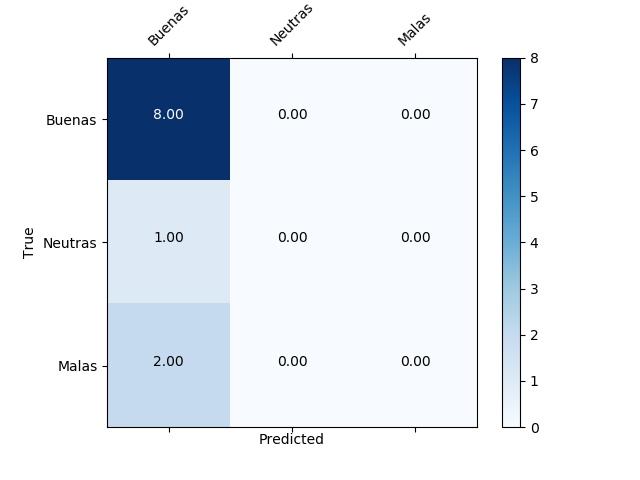 Buenas Neutras Malas
8
7
6
5
4
3
2
1
0
True
Buenas 8.00 0.00 0.00
Neutras 1.00 0.00 0.00
Malas 2.00 0.00 0.00
Predicted